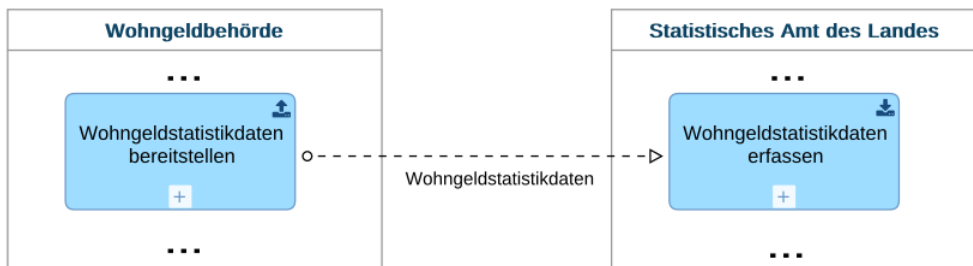 Wohngeldbehörde
Statistisches Amt des Landes
...
...
Wohngeldstatistikdaten
bereitstellen
Wohngeldstatistikdaten
Wohngeldstatistikdaten
erfassen
...
...